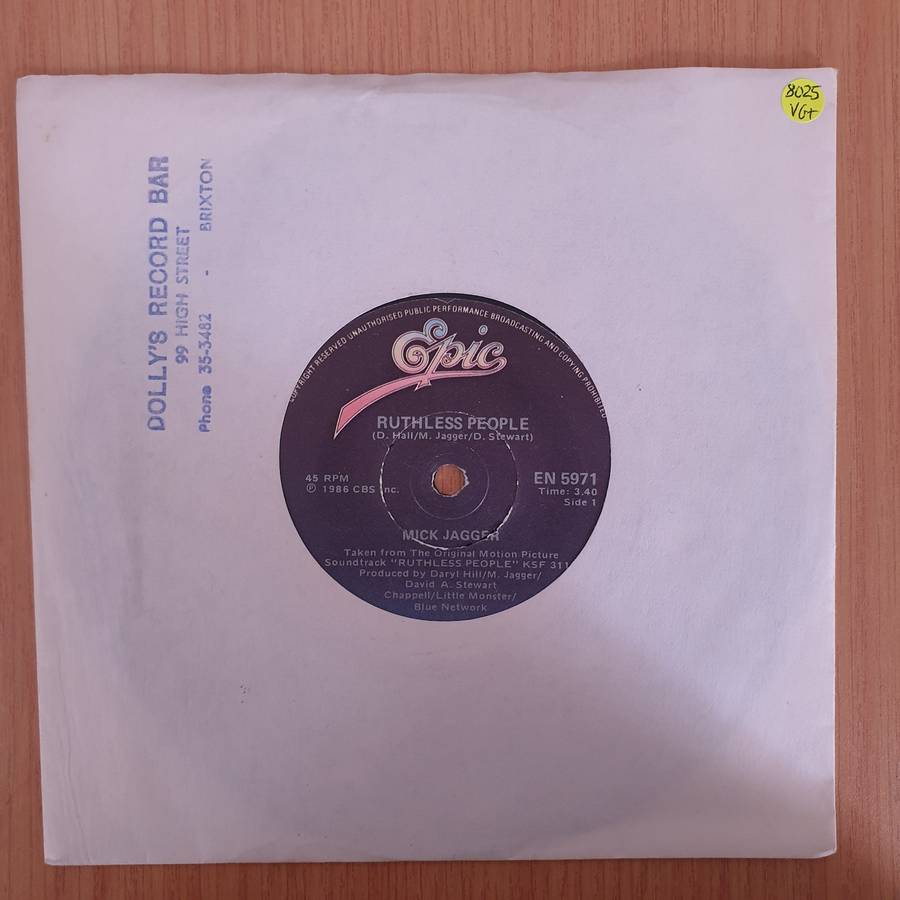 8025
VG+
DOLLY'S RECORD BAR
99 HIGH STREET
Phone 35-3482 - BRIXTON
COPYRIGHT RESERVED UNAUTHORISED PUBLIC PERFORMANCE BROADCASTING AND COPYING PROHIBITED
Epic
RUTHLESS PEOPLE
(D. Hall/M. Jagger/D. Stewart)
45 RPM
℗ 1986 CBS Inc.
EN 5971
Time: 3.40
Side 1
MICK JAGGER
Taken from The Original Motion Picture
Soundtrack "RUTHLESS PEOPLE" KSF 311
Produced by Daryl Hill/M. Jagger/
David A. Stewart
Chappell/Little Monster/
Blue Network